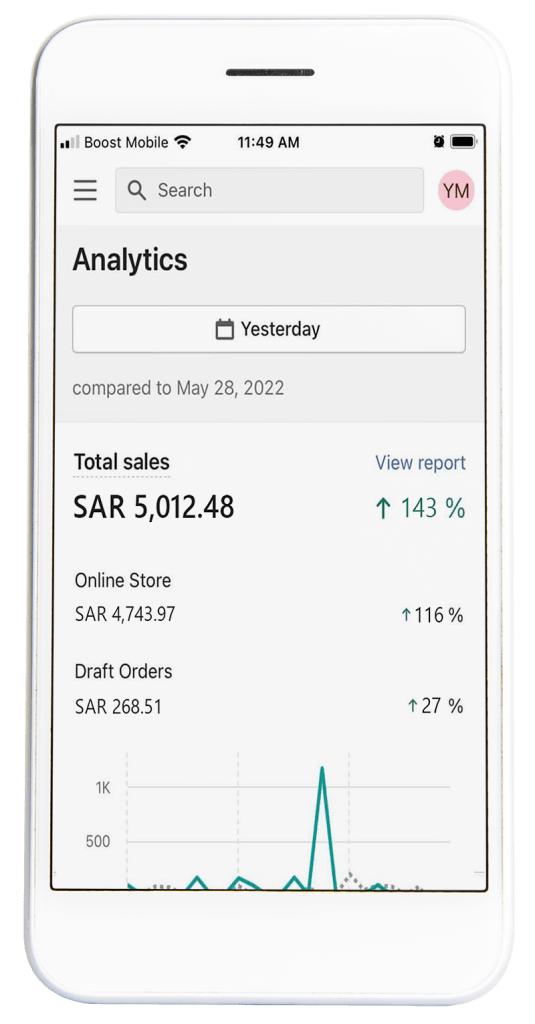 Boost Mobile 11:49 AM
Search YM
Analytics
Yesterday
compared to May 28, 2022
Total sales View report
SAR 5,012.48 ↑ 143 %
Online Store
SAR 4,743.97 ↑ 116 %
Draft Orders
SAR 268.51 ↑ 27 %
1K
500